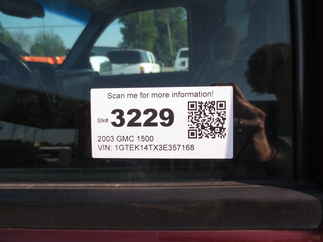 Scan me for more information!
Stk# 3229
2003 GMC 1500
VIN: 1GTEK14TX3E357168